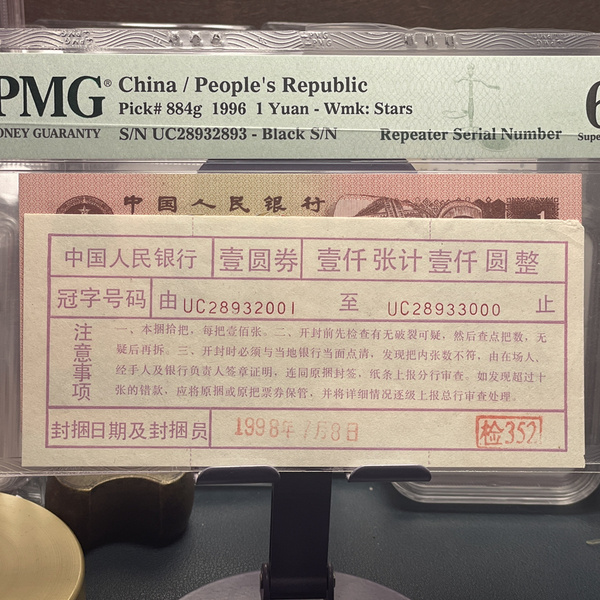 PMG®
China / People's Republic
Pick# 884g 1996 1 Yuan - Wmk: Stars
S/N UC28932893 - Black S/N
Repeater Serial Number
6
中国人民银行
1
中国人民银行 壹圆券 壹仟张计壹仟圆整
冠字号码 由 UC28932001 至 UC28933000 止
注意事项
一、本捆拾把，每把壹佰张。二、开封前先检查有无破裂可疑，然后查点把数，无
疑后再拆。三、开封时必须与当地银行当面点清，发现把内张数不符，由在场人、
经手人及银行负责人签章证明，连同原捆封签，纸条上报分行审查。如发现超过十
张的错款，应将原捆或原把票券保管，并将详细情况逐级上报总行审查处理。
封捆日期及封捆员 1998年7月8日 检352